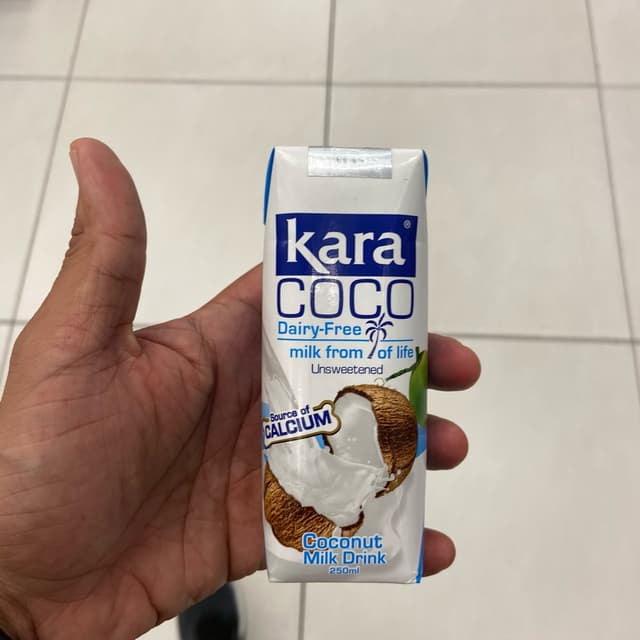 kara®
COCO
Dairy-Free
milk from of life
Unsweetened
Source of
CALCIUM
Coconut
Milk Drink
250ml